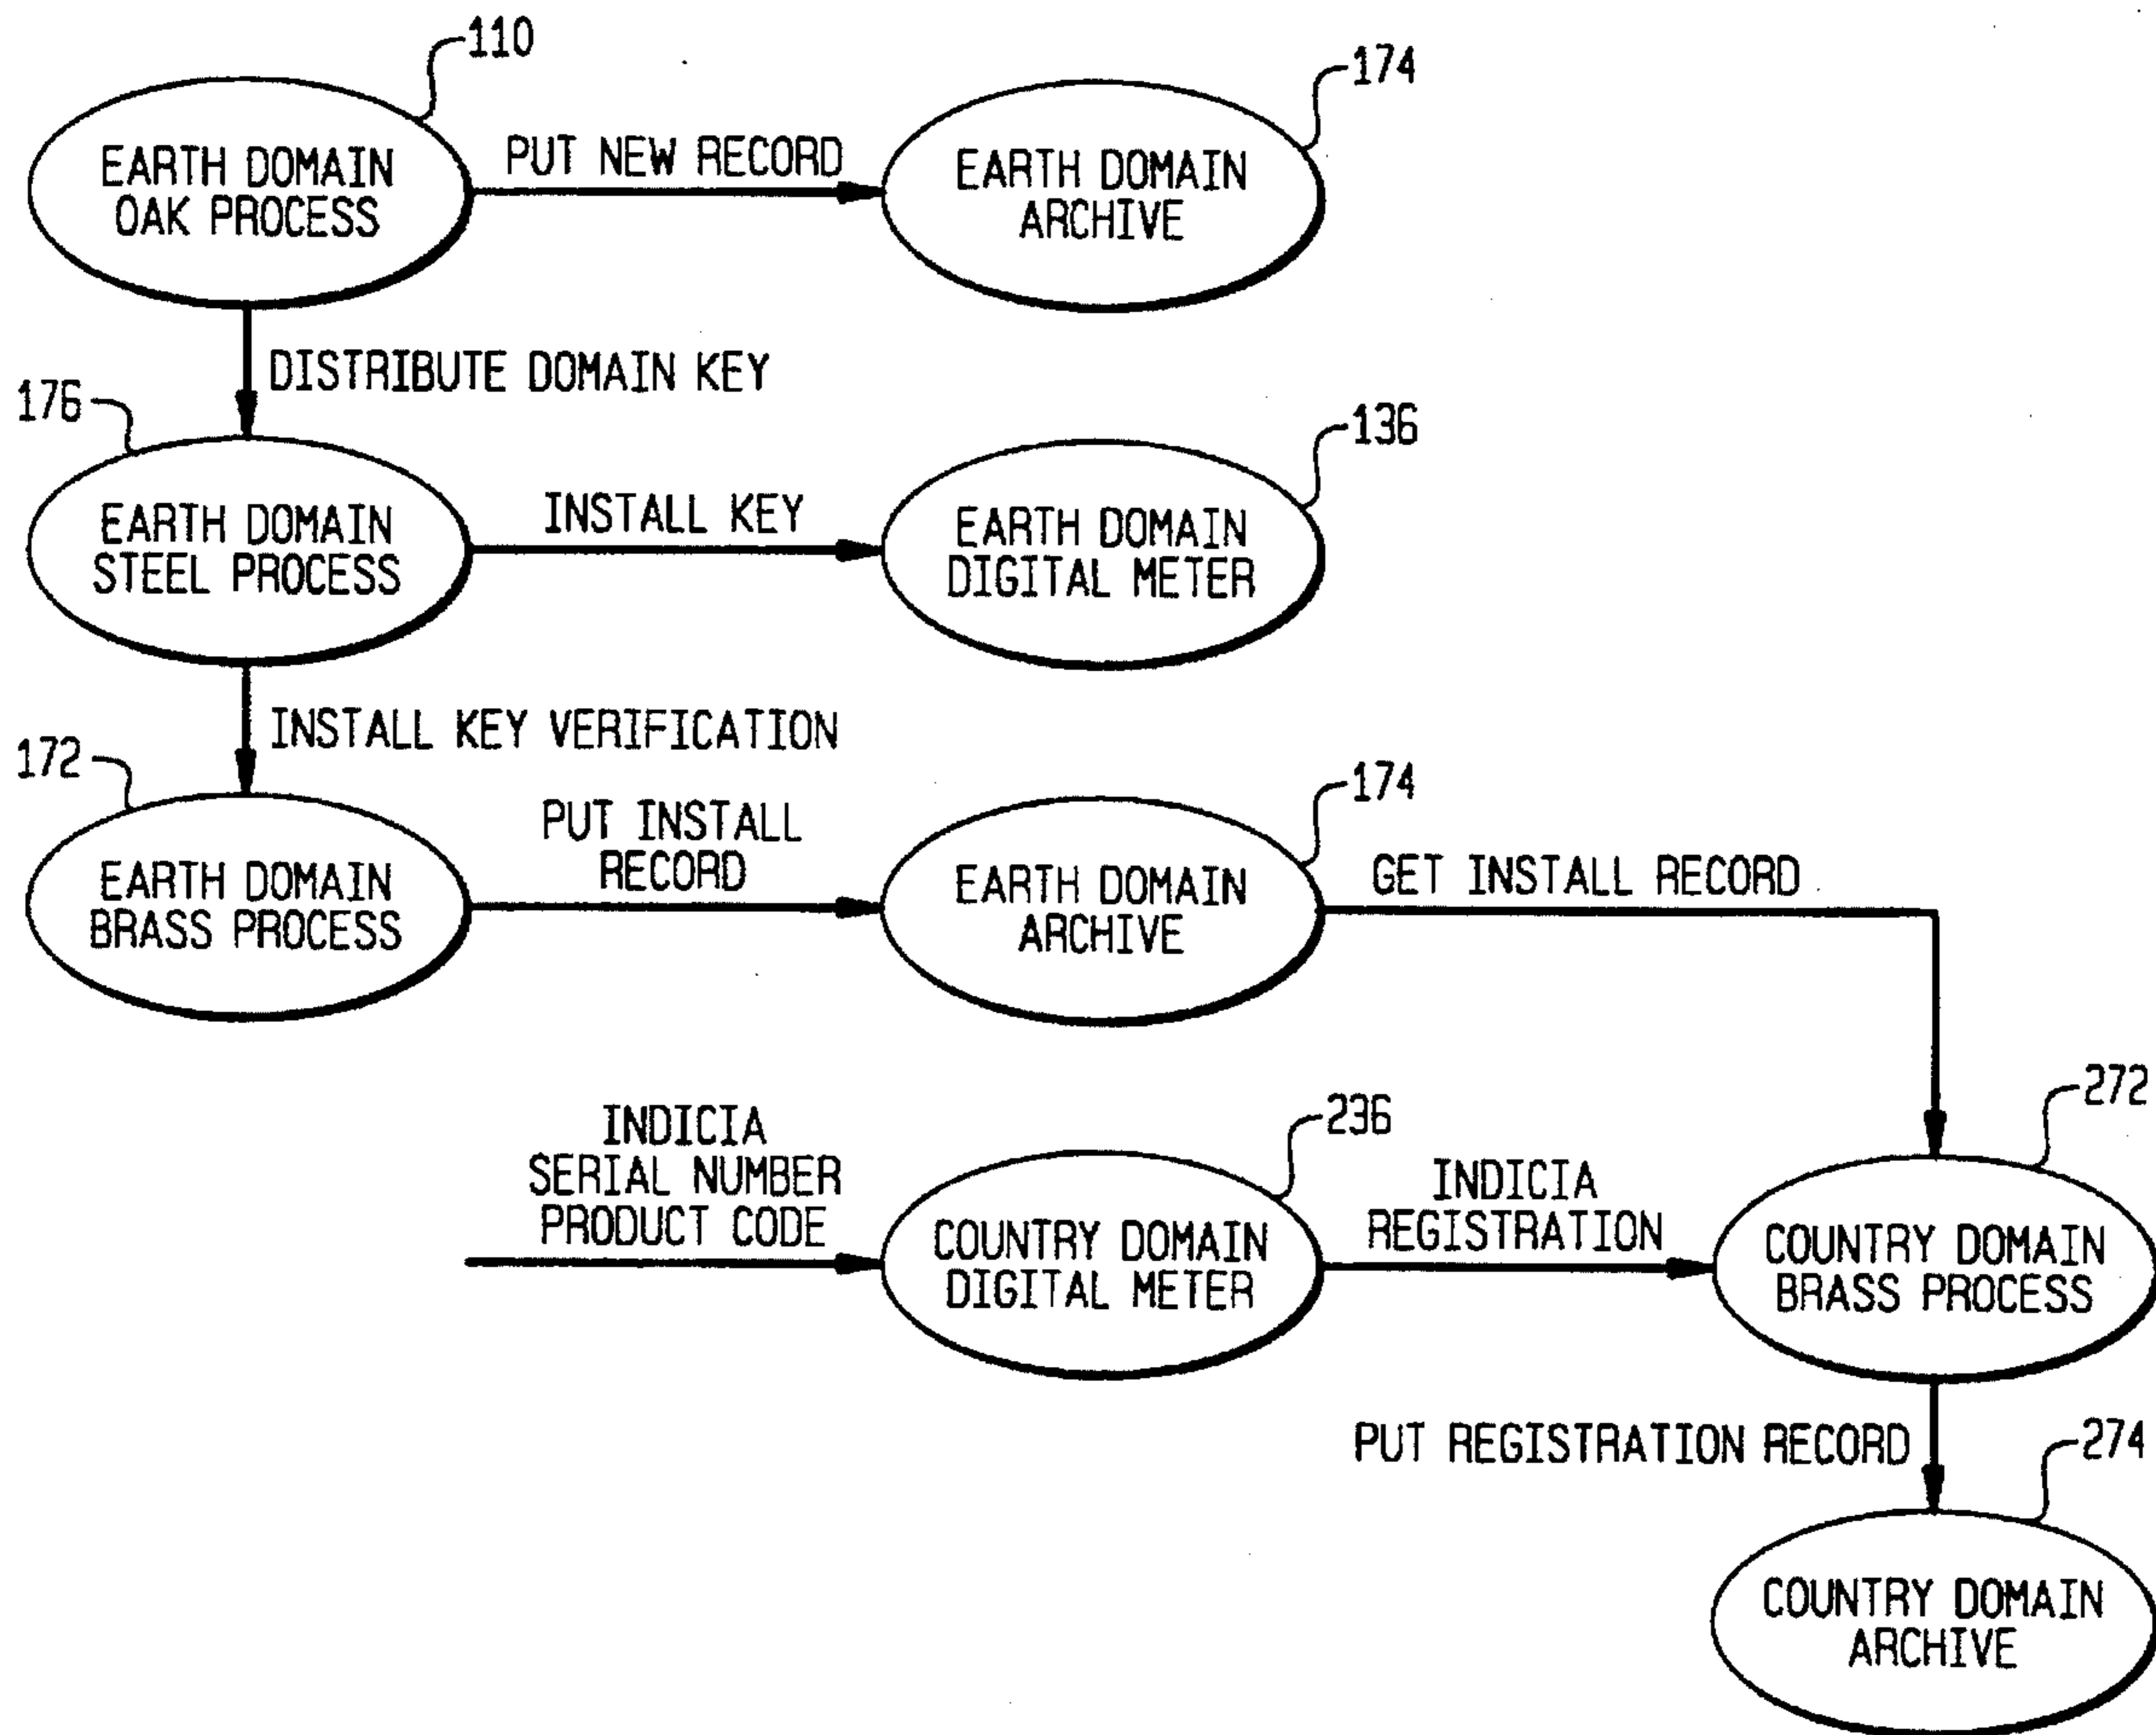 110
174
EARTH DOMAIN
OAK PROCESS
PUT NEW RECORD
EARTH DOMAIN
ARCHIVE
DISTRIBUTE DOMAIN KEY
176
136
EARTH DOMAIN
STEEL PROCESS
INSTALL KEY
EARTH DOMAIN
DIGITAL METER
INSTALL KEY VERIFICATION
172
174
EARTH DOMAIN
BRASS PROCESS
PUT INSTALL
RECORD
EARTH DOMAIN
ARCHIVE
GET INSTALL RECORD
INDICIA
SERIAL NUMBER
PRODUCT CODE
236
COUNTRY DOMAIN
DIGITAL METER
INDICIA
REGISTRATION
272
COUNTRY DOMAIN
BRASS PROCESS
PUT REGISTRATION RECORD
274
COUNTRY DOMAIN
ARCHIVE